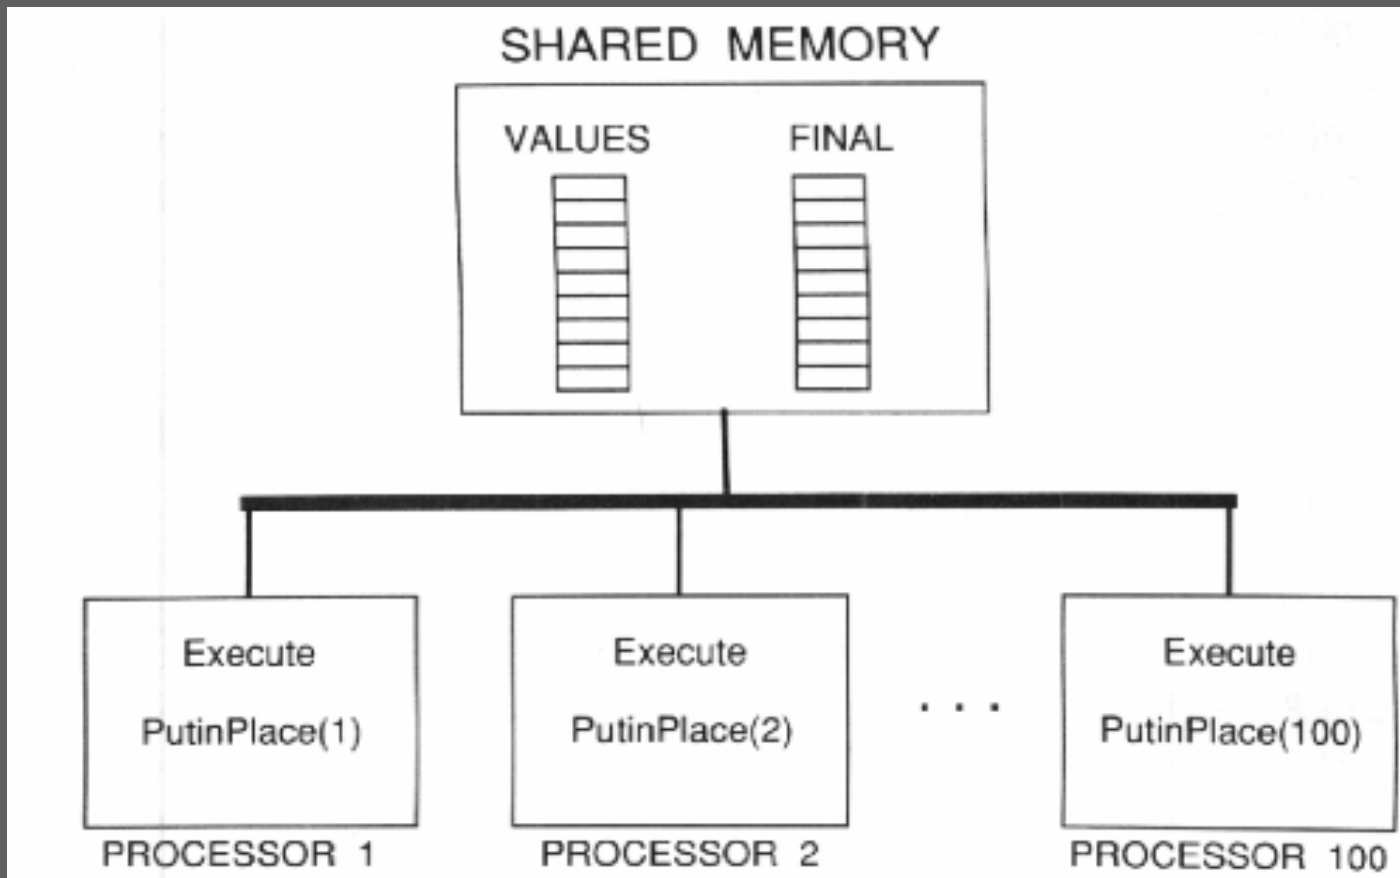 SHARED MEMORY
VALUES FINAL
Execute Execute Execute
PutinPlace(1) PutinPlace(2) . . . PutinPlace(100)
PROCESSOR 1 PROCESSOR 2 PROCESSOR 100